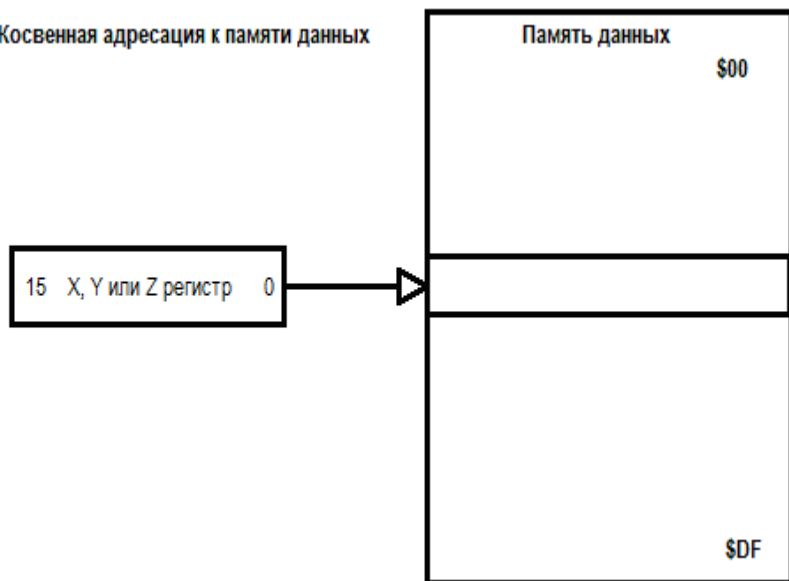 Косвенная адресация к памяти данных
Память данных
$00
15 X, Y или Z регистр 0
$DF